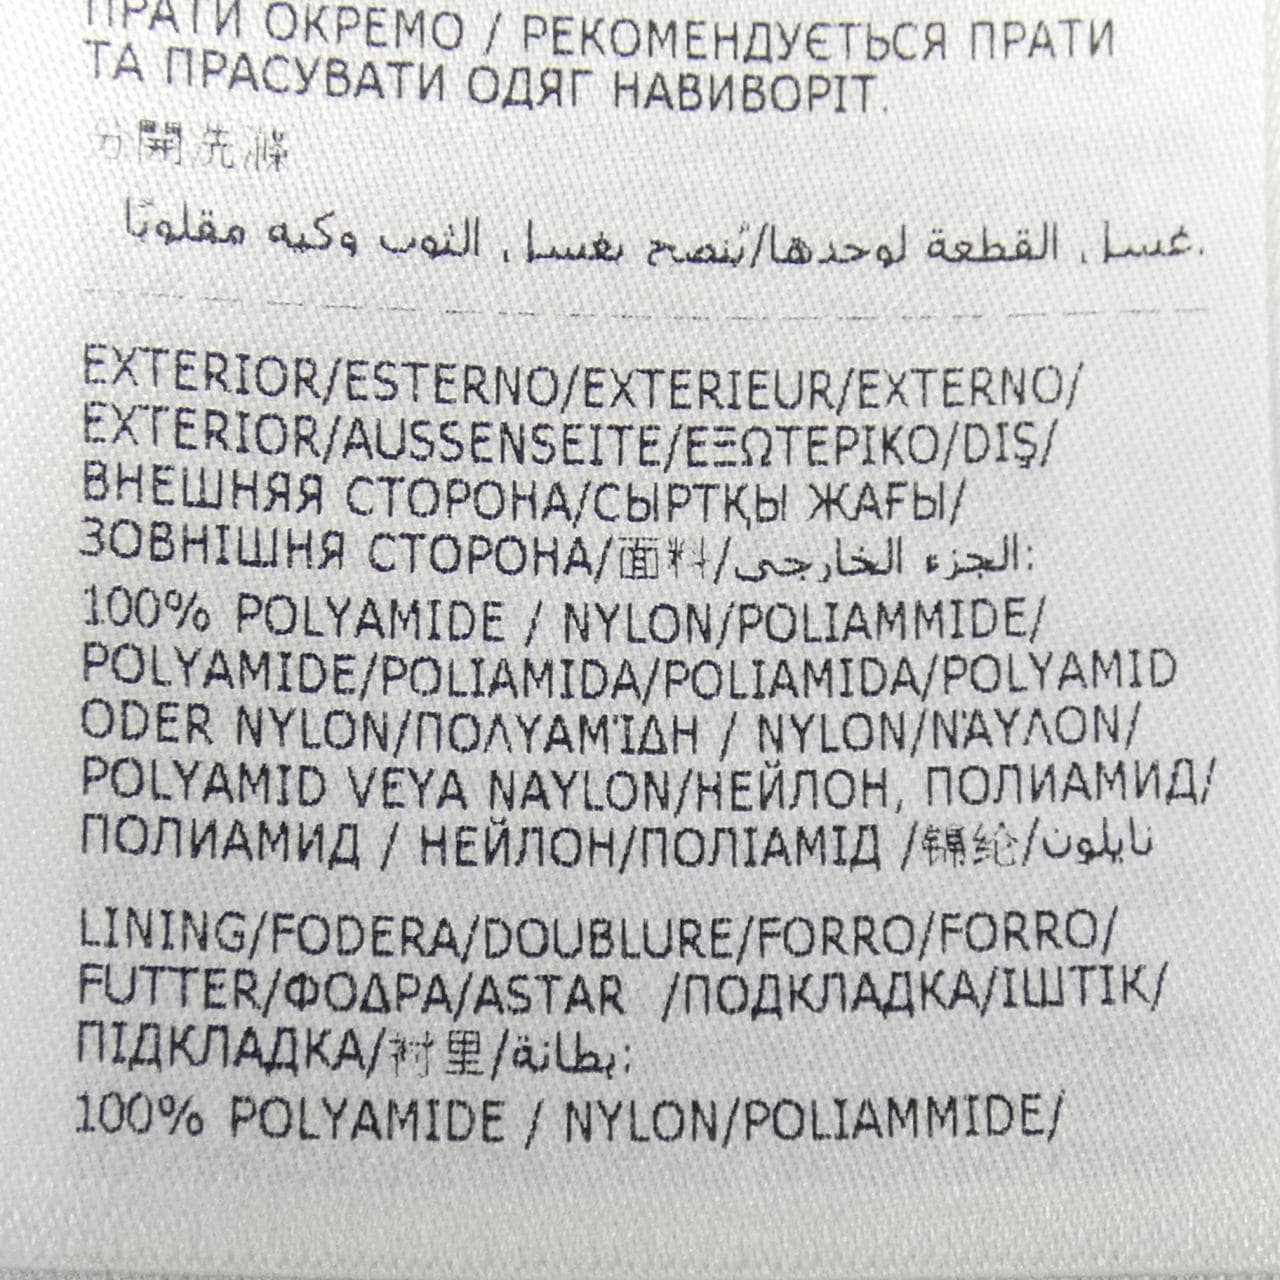 ПРАТИ ОКРЕМО / РЕКОМЕНДУЄТЬСЯ ПРАТИ
ТА ПРАСУВАТИ ОДЯГ НАВИВОРІТ.
分開洗滌
غسل القطعة لوحدها/يُنصح بغسل الثوب وكيه مقلوبًا.
EXTERIOR/ESTERNO/EXTERIEUR/EXTERNO/
EXTERIOR/AUSSENSEITE/ΕΞΩΤΕΡΙΚΟ/DIŞ/
ВНЕШНЯЯ СТОРОНА/СЫРТҚЫ ЖАҒЫ/
ЗОВНІШНЯ СТОРОНА/面料/الجزء الخارجي:
100% POLYAMIDE / NYLON/POLIAMMIDE/
POLYAMIDE/POLIAMIDA/POLIAMIDA/POLYAMID
ODER NYLON/ΠΟΛΥΑΜΊΔΗ / NYLON/ΝΆΥΛΟΝ/
POLYAMID VEYA NAYLON/НЕЙЛОН, ПОЛИАМИД/
ПОЛИАМИД / НЕЙЛОН/ПОЛІАМІД /锦纶/نايلون
LINING/FODERA/DOUBLURE/FORRO/FORRO/
FUTTER/ΦΟΔΡΑ/ASTAR /ПОДКЛАДКА/ІШТІК/
ПІДКЛАДКА/衬里/بطانة:
100% POLYAMIDE / NYLON/POLIAMMIDE/